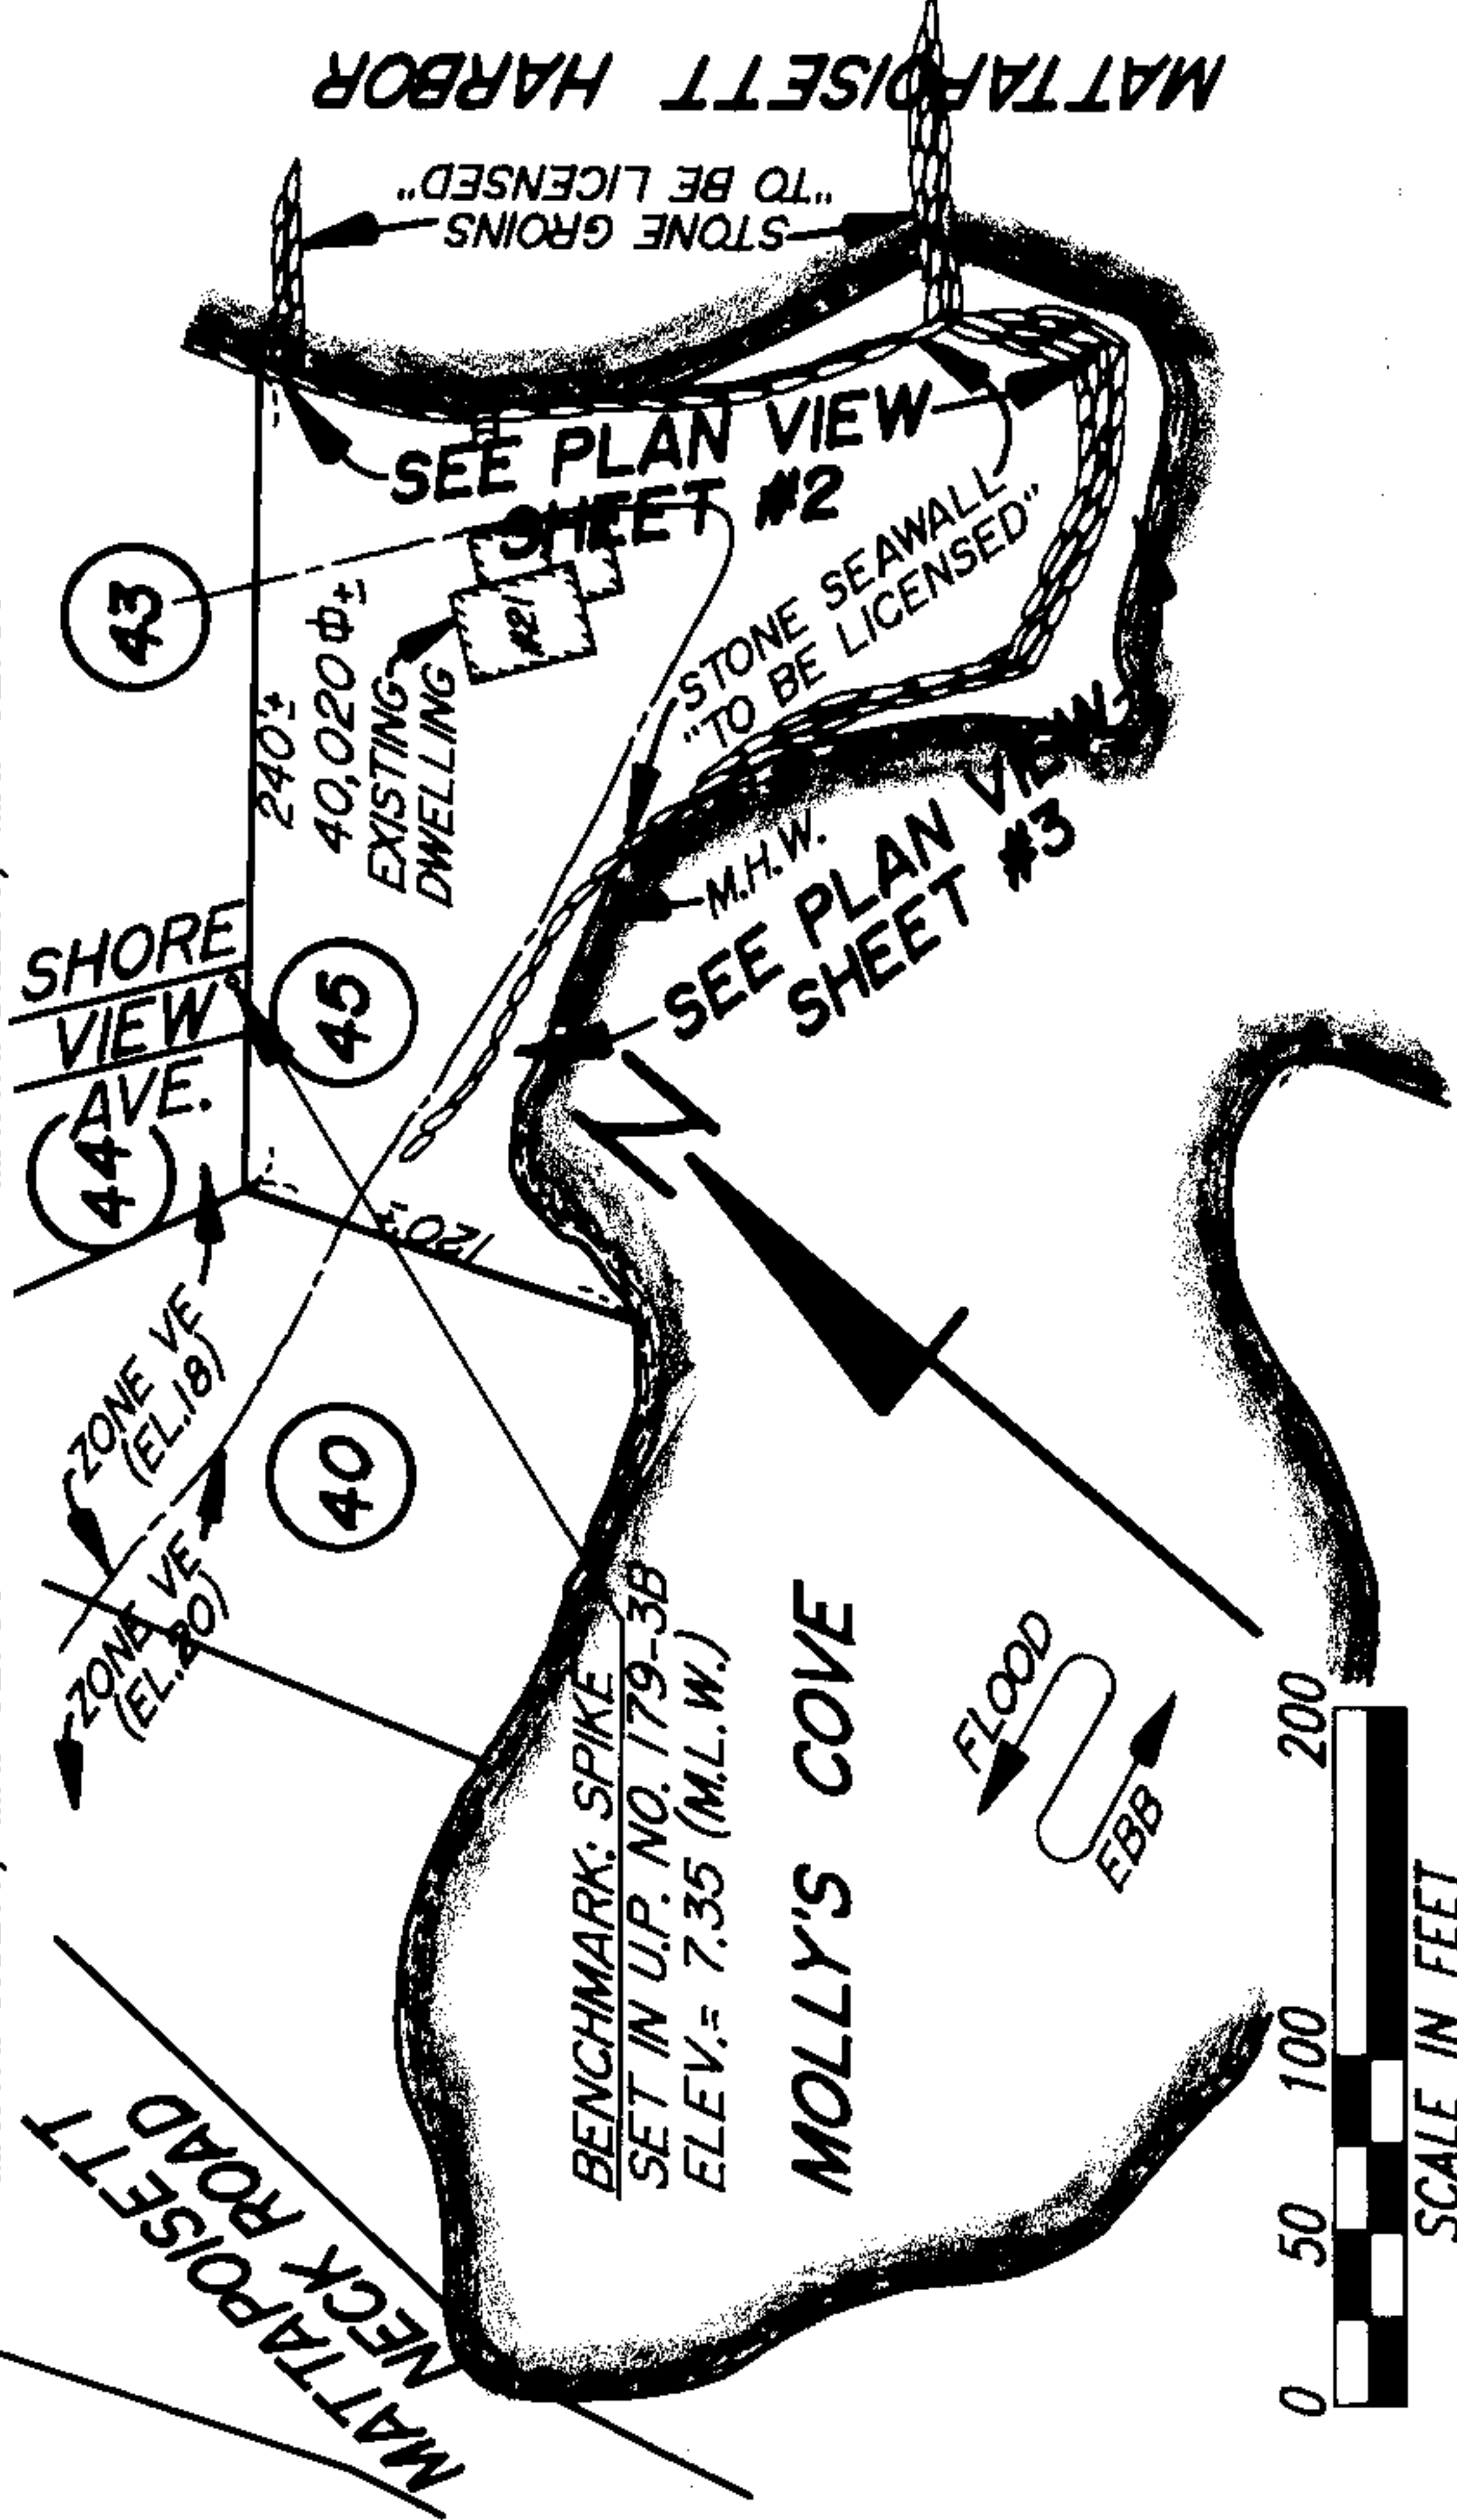 MATTAPOISETT HARBOR
STONE GROINS
"TO BE LICENSED"
SEE PLAN VIEW
SHEET #2
43
240'±
40,020 ±
EXISTING
DWELLING
#21
STONE SEAWALL
"TO BE LICENSED"
SHORE
VIEW
AVE.
44
45
M.H.W.
SEE PLAN VIEW
SHEET #3
120'±
ZONE VE
(EL.18)
ZONA VE
(EL.20)
40
BENCHMARK: SPIKE
SET IN U.P. NO. 179-3B
ELEV.= 7.35 (M.L.W.)
MOLLY'S COVE
FLOOD
EBB
MATTAPOISETT
NECK ROAD
0 50 100 200
SCALE IN FEET